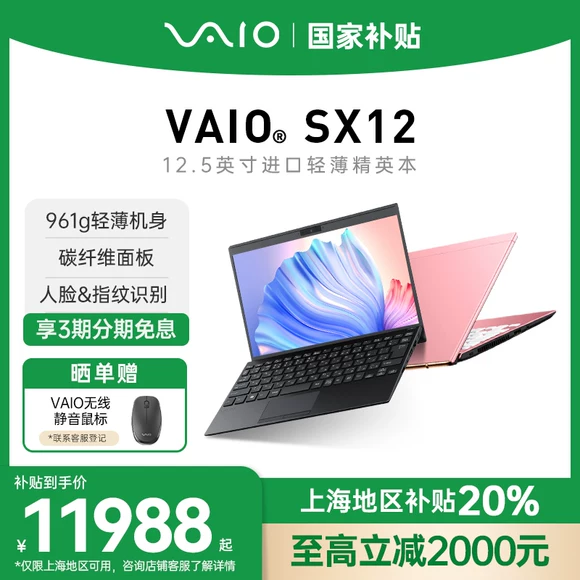 VAIO | 国家补贴
VAIO® SX12
12.5英寸进口轻薄精英本
961g轻薄机身
碳纤维面板
人脸&指纹识别
享3期分期免息
晒单赠
VAIO无线
静音鼠标
*联系客服登记
VAIO
补贴到手价
¥11988起
*仅限上海地区可用，咨询店铺客服了解详情
上海地区补贴20%
至高立减2000元